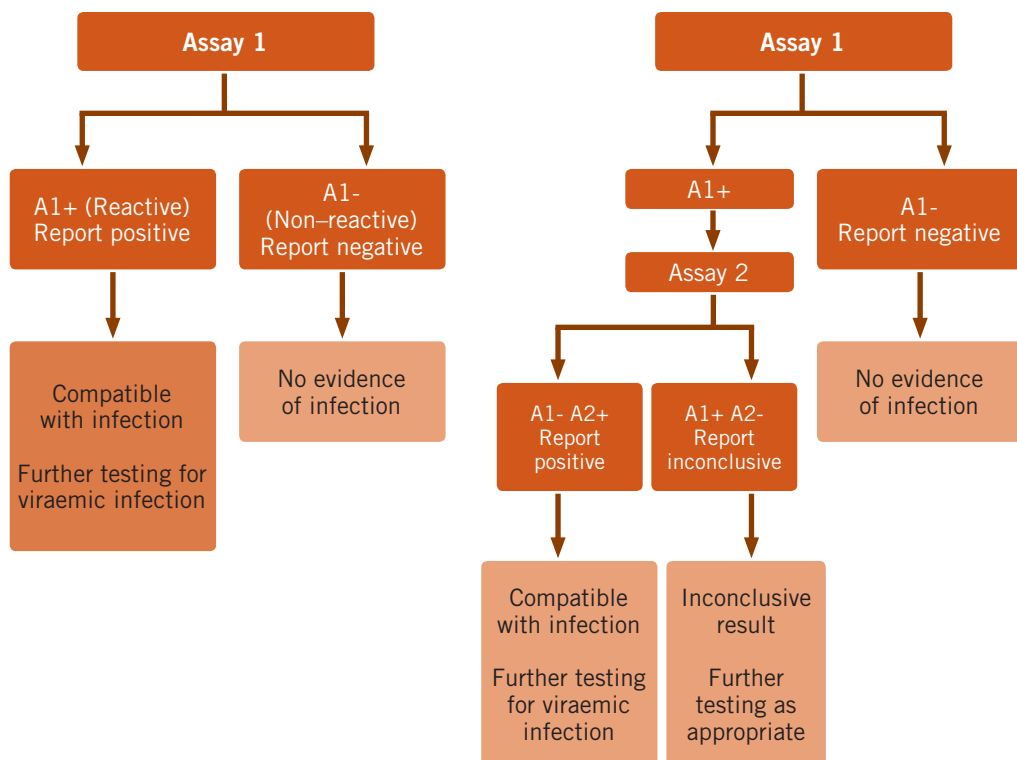 Assay 1
A1+ (Reactive)
Report positive
A1-
(Non–reactive)
Report negative
Compatible
with infection
Further testing for
viraemic infection
No evidence
of infection
Assay 1
A1+
A1-
Report negative
Assay 2
A1- A2+
Report
positive
A1+ A2-
Report
inconclusive
No evidence
of infection
Compatible
with infection
Further testing
for viraemic
infection
Inconclusive
result
Further
testing as
appropriate